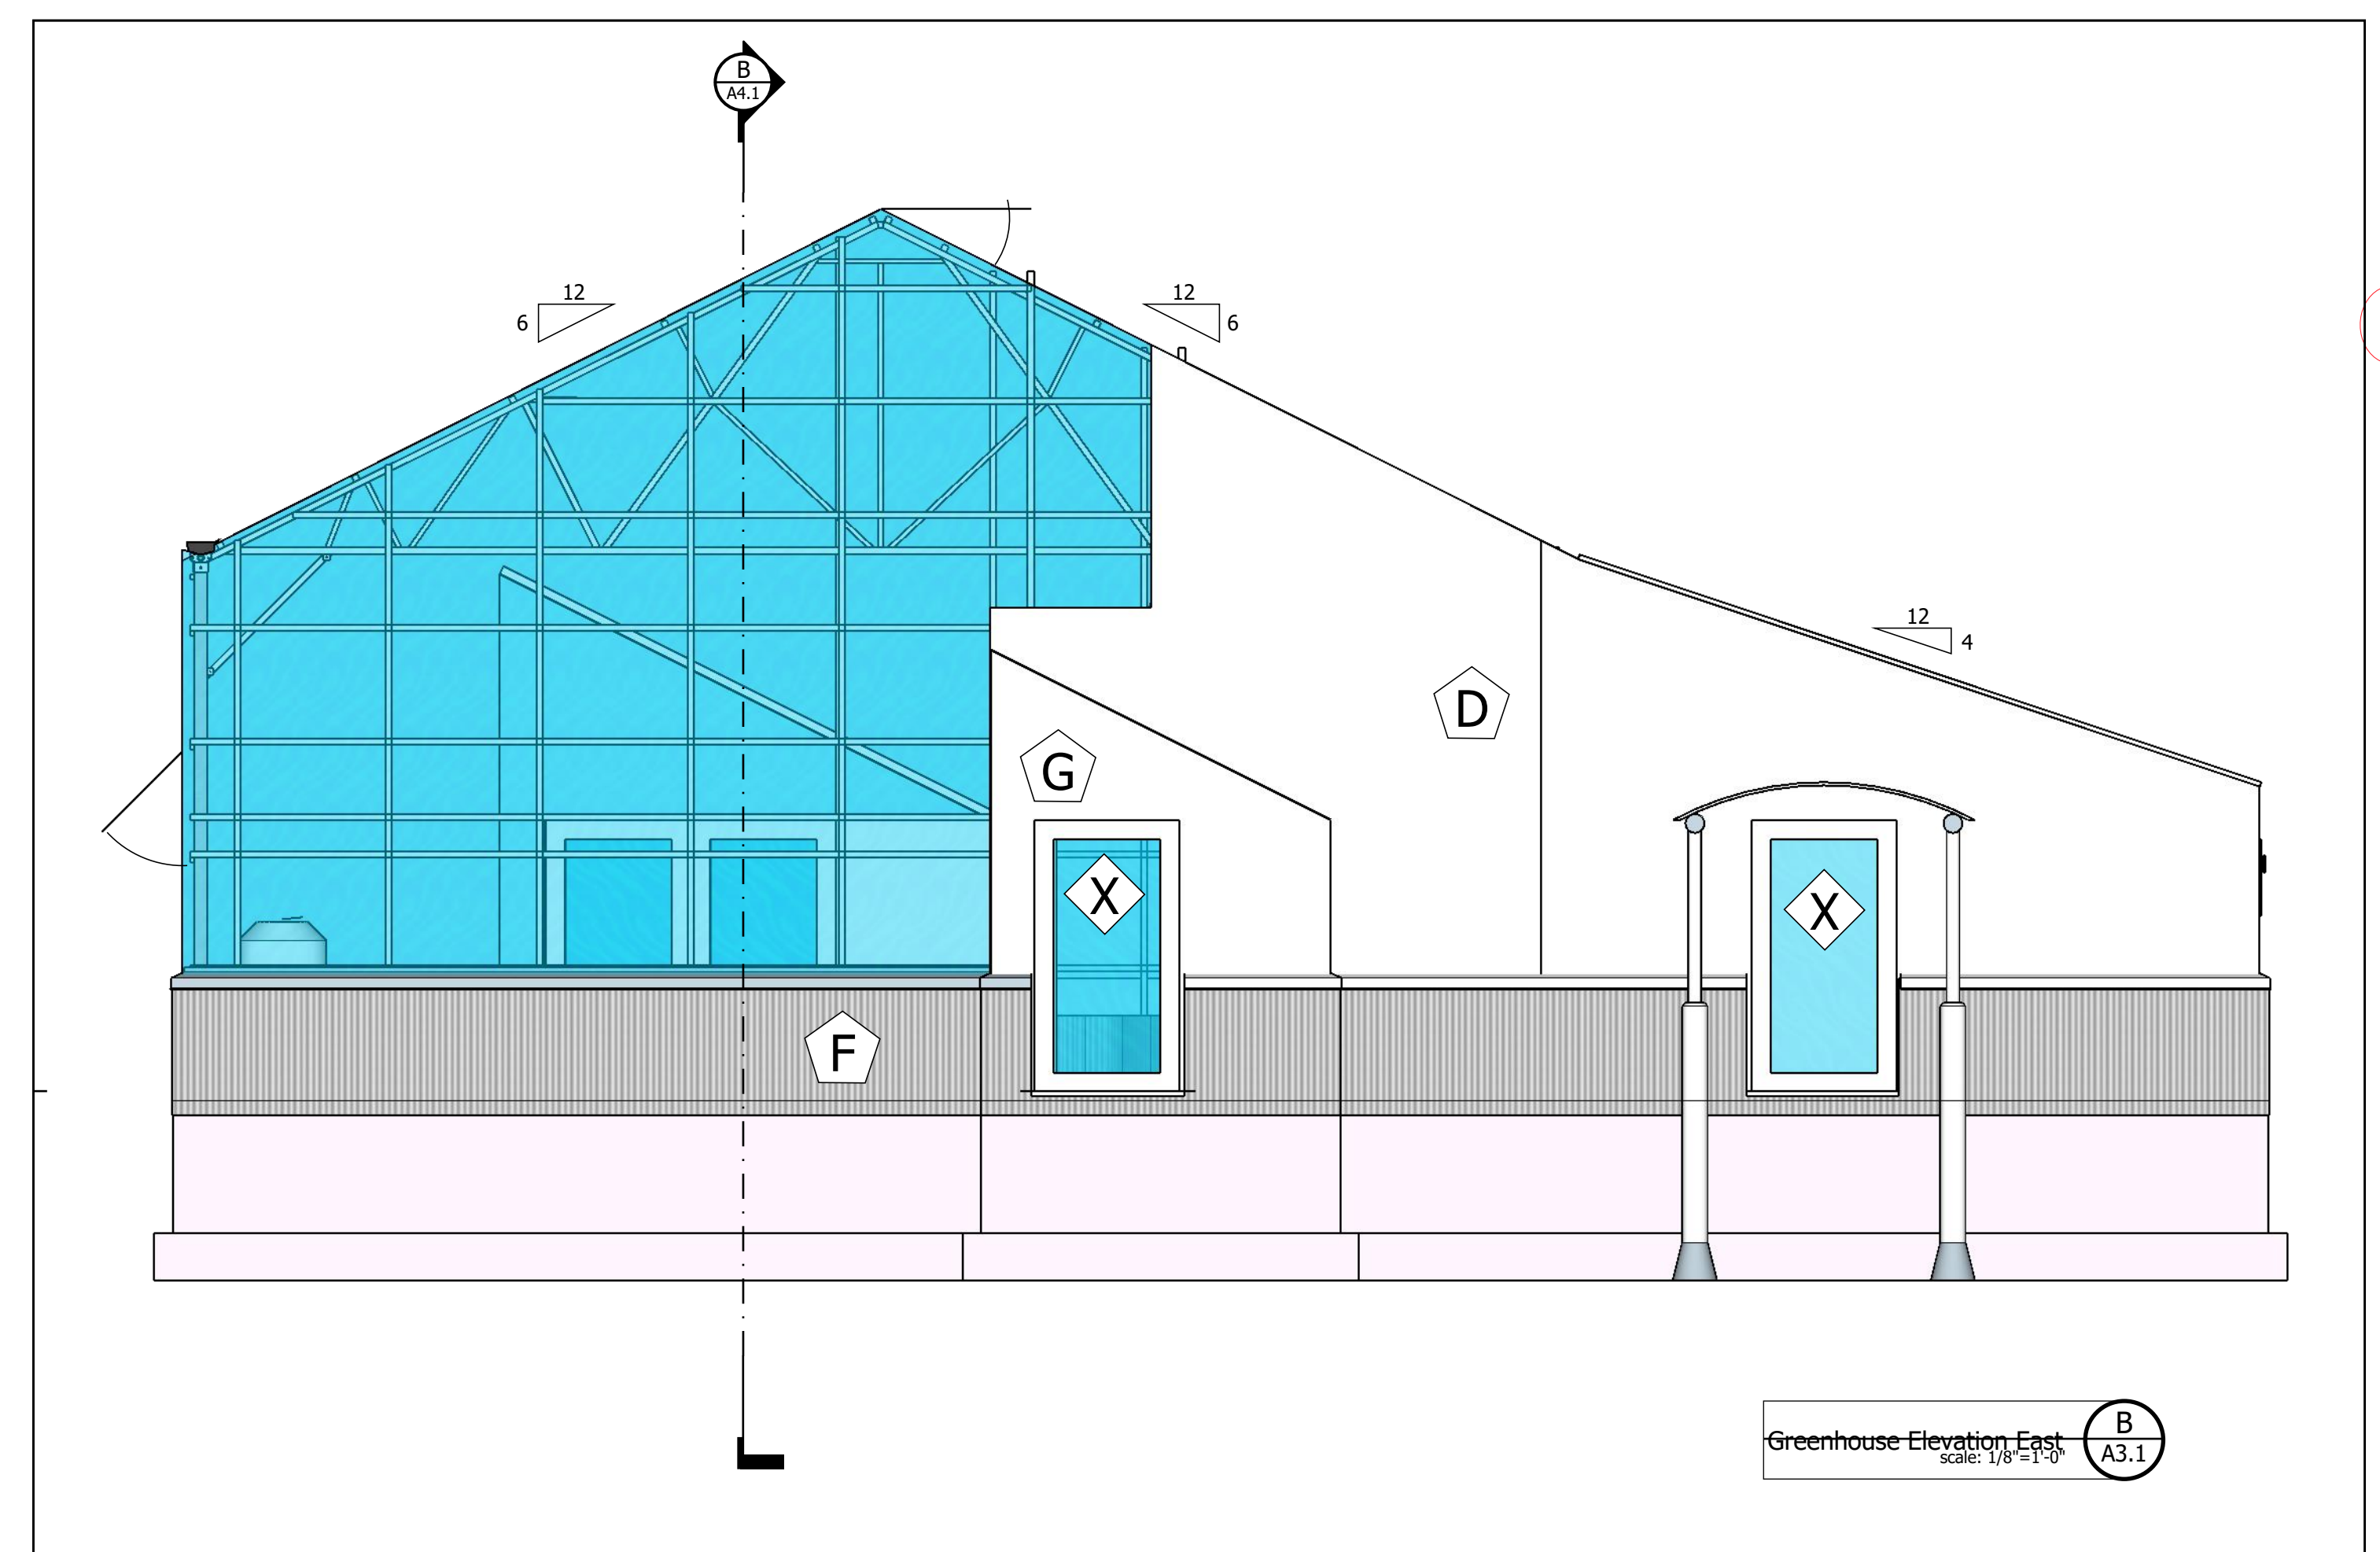 B
A4.1
12
6
12
6
12
4
D
G
X
X
F
Greenhouse Elevation East
scale: 1/8"=1'-0"
B
A3.1